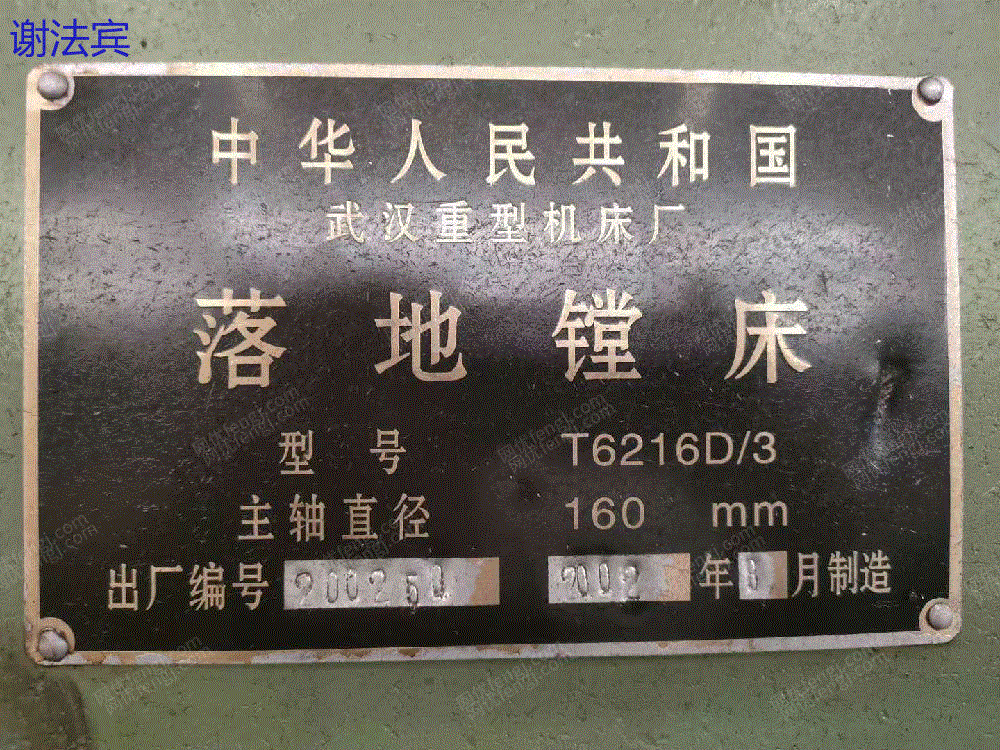 谢法宾
中华人民共和国
武汉重型机床厂
落地镗床
型号 T6216D/3
主轴直径 160 mm
出厂编号 200250 2002 年 月制造